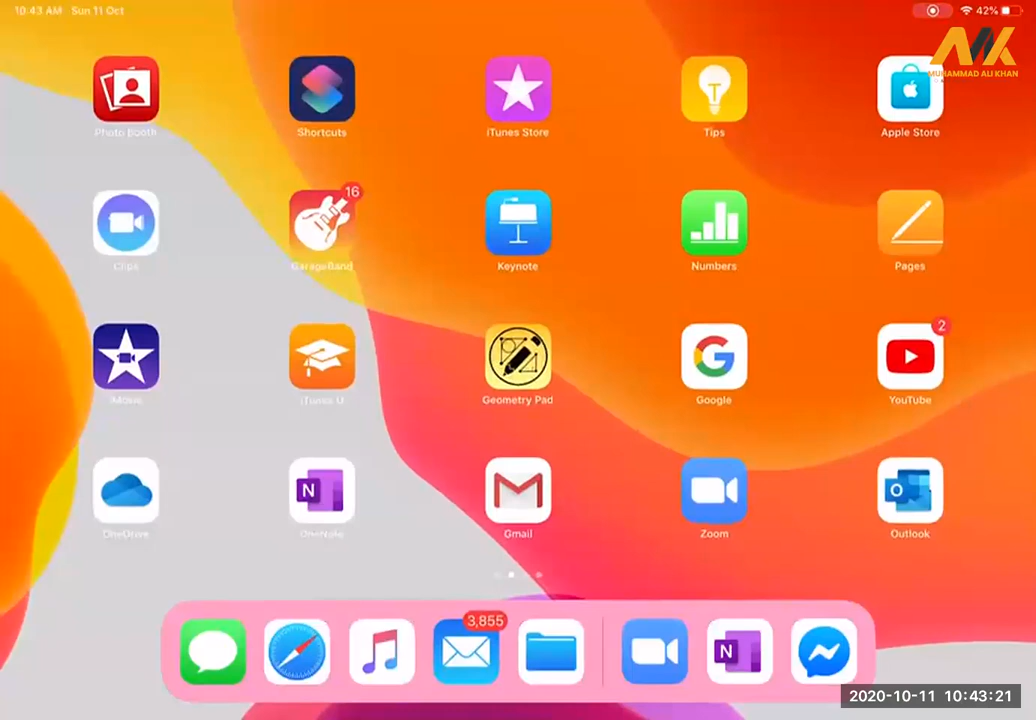 10:43 AM Sun 11 Oct
42%
MUHAMMAD ALI KHAN
Photo Booth
Shortcuts
iTunes Store
Tips
Apple Store
16
Clips
GarageBand
Keynote
Numbers
Pages
2
iMovie
iTunes U
Geometry Pad
Google
YouTube
OneDrive
OneNote
Gmail
Zoom
Outlook
3,855
2020-10-11 10:43:21